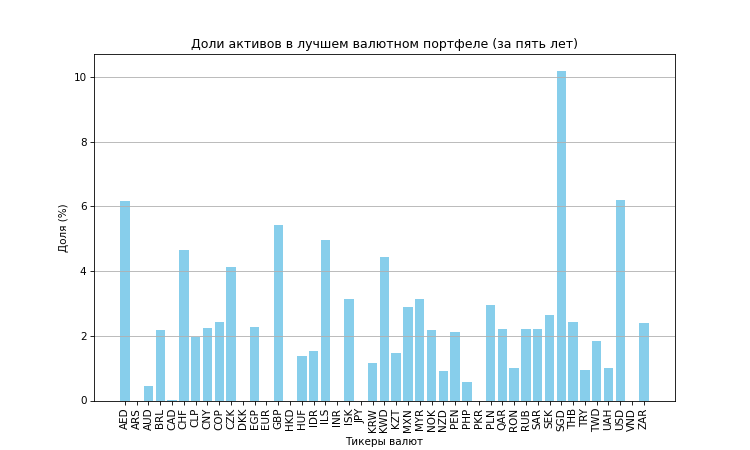 Доли активов в лучшем валютном портфеле (за пять лет)
Доля (%)
10
8
6
4
2
0
AED ARS AUD BRL CAD CHF CLP CNY COP CZK DKK EGP EUR GBP HKD HUF IDR ILS INR ISK JPY KRW KWD KZT MXN MYR NOK NZD PEN PHP PKR PLN QAR RON RUB SAR SEK SGD THB TRY TWD UAH USD VND ZAR
Тикеры валют